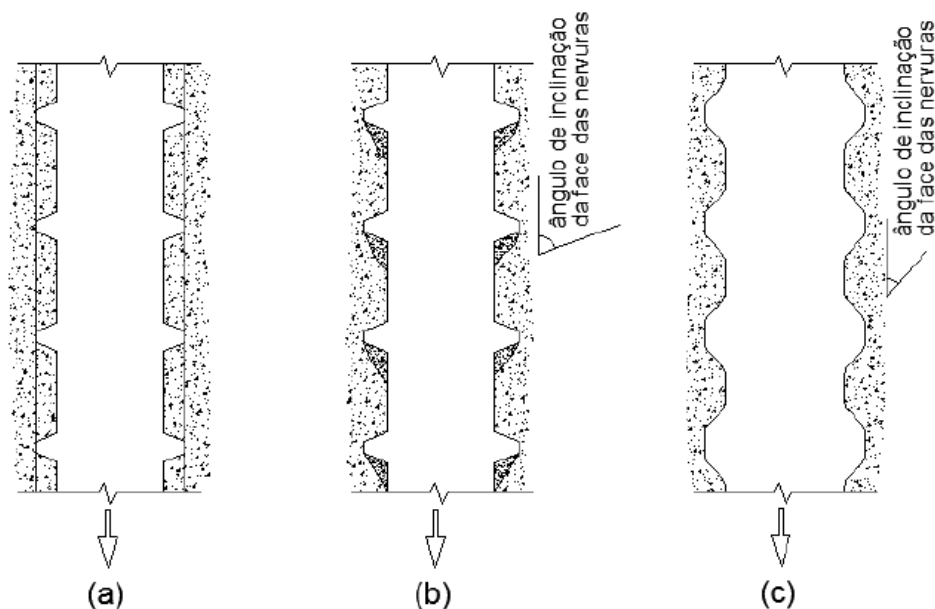 ângulo de inclinação
da face das nervuras
ângulo de inclinação
da face das nervuras
(a)
(b)
(c)